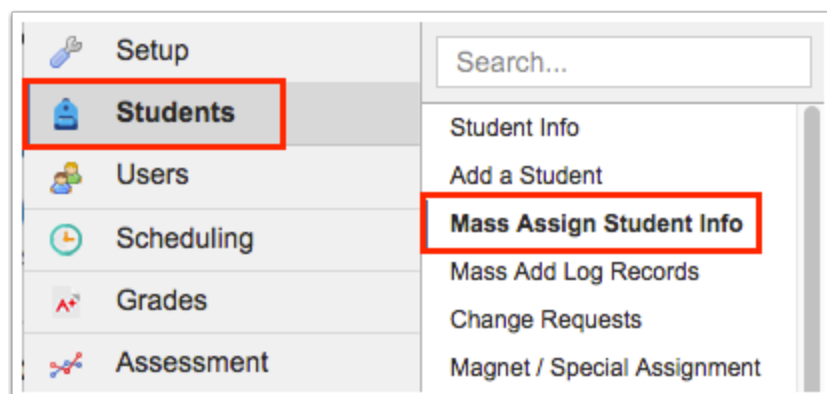 Setup
Students
Users
Scheduling
A+ Grades
Assessment
Search...
Student Info
Add a Student
Mass Assign Student Info
Mass Add Log Records
Change Requests
Magnet / Special Assignment